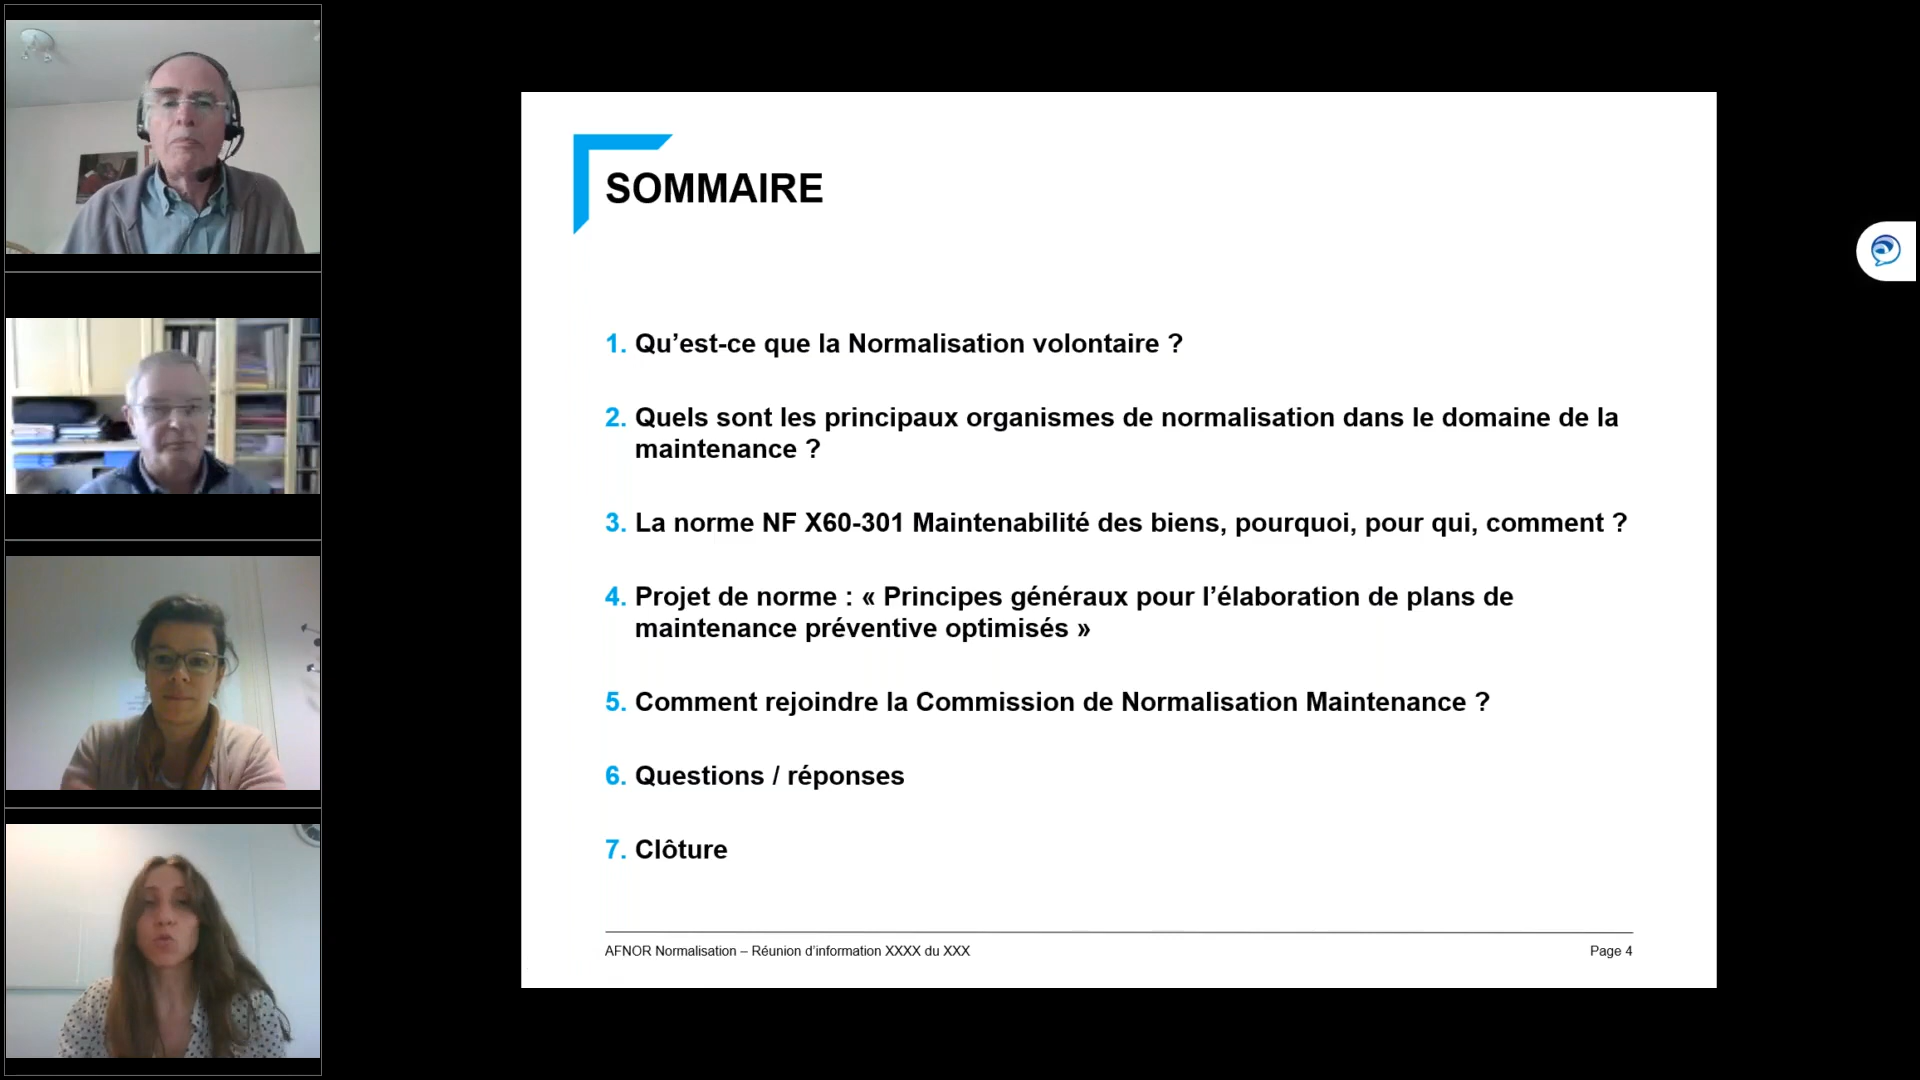 SOMMAIRE
1. Qu’est-ce que la Normalisation volontaire ?
2. Quels sont les principaux organismes de normalisation dans le domaine de la
maintenance ?
3. La norme NF X60-301 Maintenabilité des biens, pourquoi, pour qui, comment ?
4. Projet de norme : « Principes généraux pour l’élaboration de plans de
maintenance préventive optimisés »
5. Comment rejoindre la Commission de Normalisation Maintenance ?
6. Questions / réponses
7. Clôture
AFNOR Normalisation – Réunion d’information XXXX du XXX
Page 4